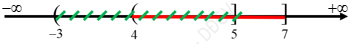 −∞ ( ( ] ] +∞
−3 4 5 7